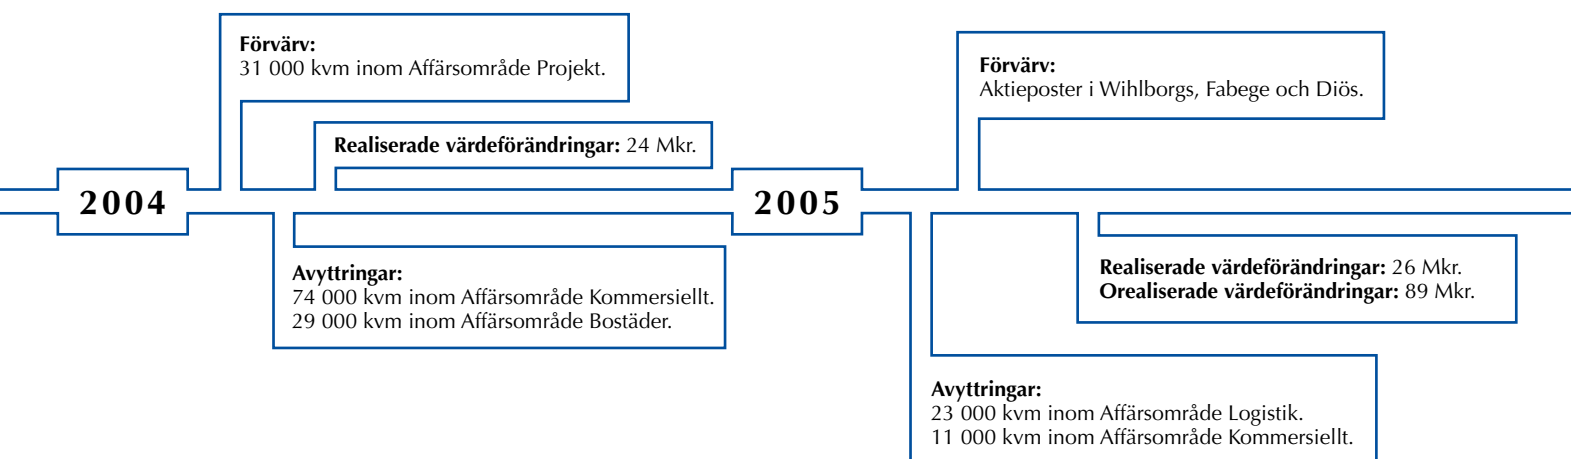 Förvärv:
31 000 kvm inom Affärsområde Projekt.
Realiserade värdeförändringar: 24 Mkr.
2004
Avyttringar:
74 000 kvm inom Affärsområde Kommersiellt.
29 000 kvm inom Affärsområde Bostäder.
Förvärv:
Aktieposter i Wihlborgs, Fabege och Diös.
2005
Realiserade värdeförändringar: 26 Mkr.
Orealiserade värdeförändringar: 89 Mkr.
Avyttringar:
23 000 kvm inom Affärsområde Logistik.
11 000 kvm inom Affärsområde Kommersiellt.